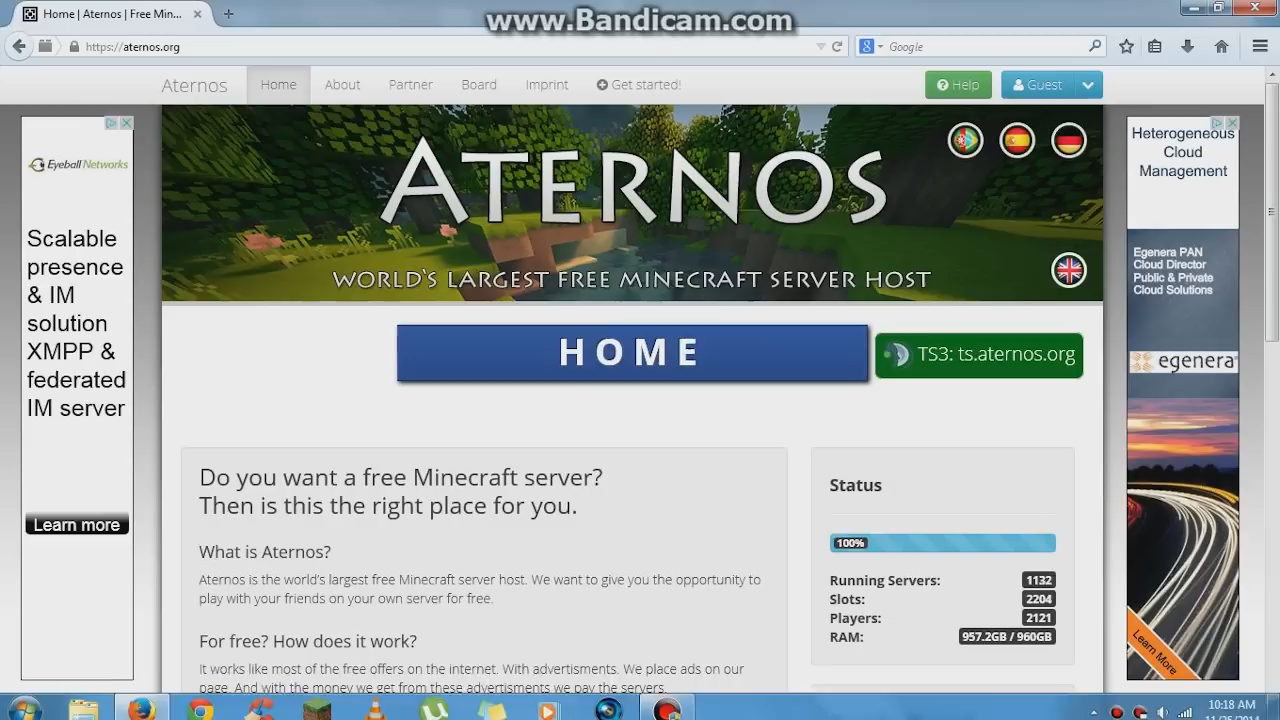 www.Bandicam.com
Home | Aternos | Free Min...
https://aternos.org
Google
Aternos
Home
About
Partner
Board
Imprint
Get started!
Help
Guest
ATERNOS
WORLD'S LARGEST FREE MINECRAFT SERVER HOST
Eyeball Networks
Scalable
presence
& IM
solution
XMPP &
federated
IM server
Learn more
HOME
TS3: ts.aternos.org
Do you want a free Minecraft server?
Then is this the right place for you.
What is Aternos?
Aternos is the world's largest free Minecraft server host. We want to give you the opportunity to
play with your friends on your own server for free.
For free? How does it work?
It works like most of the free offers on the internet. With advertisments. We place ads on our
page. And with the money we get from these advertisments we pay the servers.
Status
100%
Running Servers: 1132
Slots: 2204
Players: 2121
RAM: 957.2GB / 960GB
Heterogeneous
Cloud
Management
Egenera PAN
Cloud Director
Public & Private
Cloud Solutions
egenera
Learn More
10:18 AM
11/25/2014